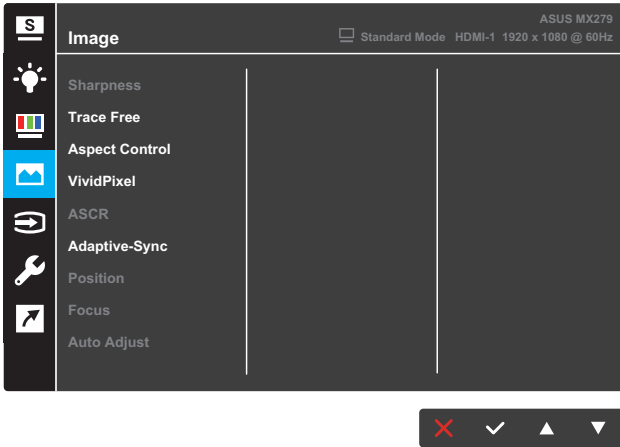 S
ASUS MX279
Image
Standard Mode HDMI-1 1920 x 1080 @ 60Hz
Sharpness
Trace Free
Aspect Control
VividPixel
ASCR
Adaptive-Sync
Position
Focus
Auto Adjust